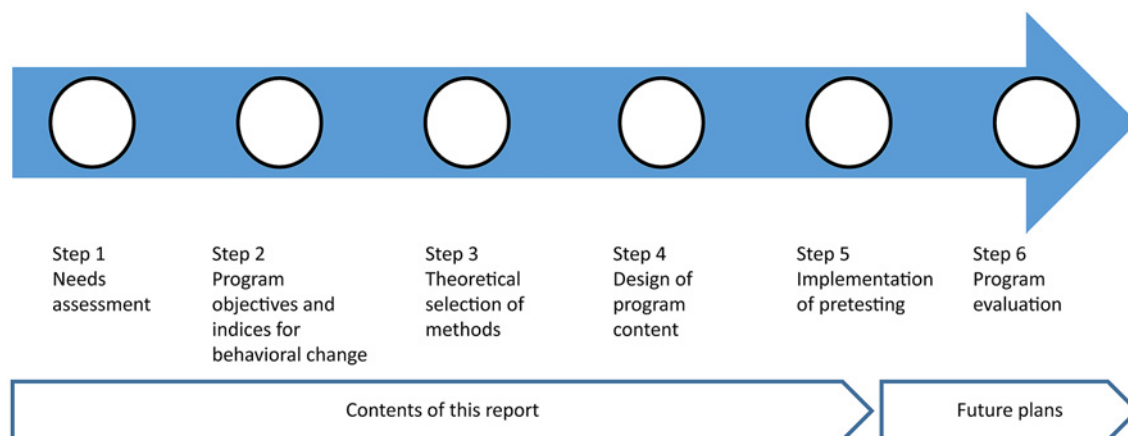 Step 1
Needs
assessment
Step 2
Program
objectives and
indices for
behavioral change
Step 3
Theoretical
selection of
methods
Step 4
Design of
program
content
Step 5
Implementation
of pretesting
Step 6
Program
evaluation
Contents of this report
Future plans